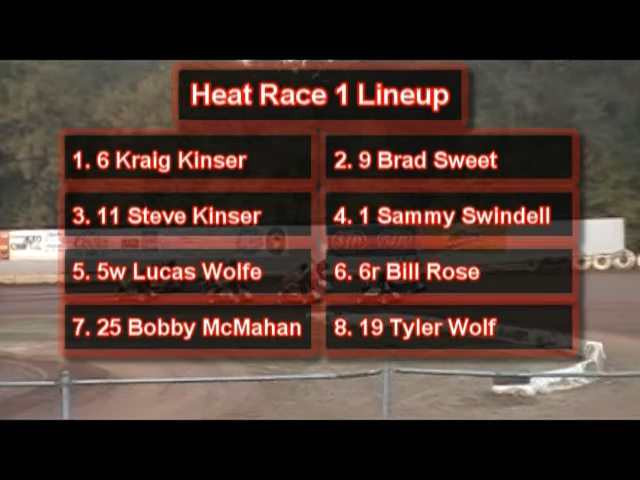 Heat Race 1 Lineup
1. 6 Kraig Kinser
2. 9 Brad Sweet
3. 11 Steve Kinser
4. 1 Sammy Swindell
5. 5w Lucas Wolfe
6. 6r Bill Rose
7. 25 Bobby McMahan
8. 19 Tyler Wolf